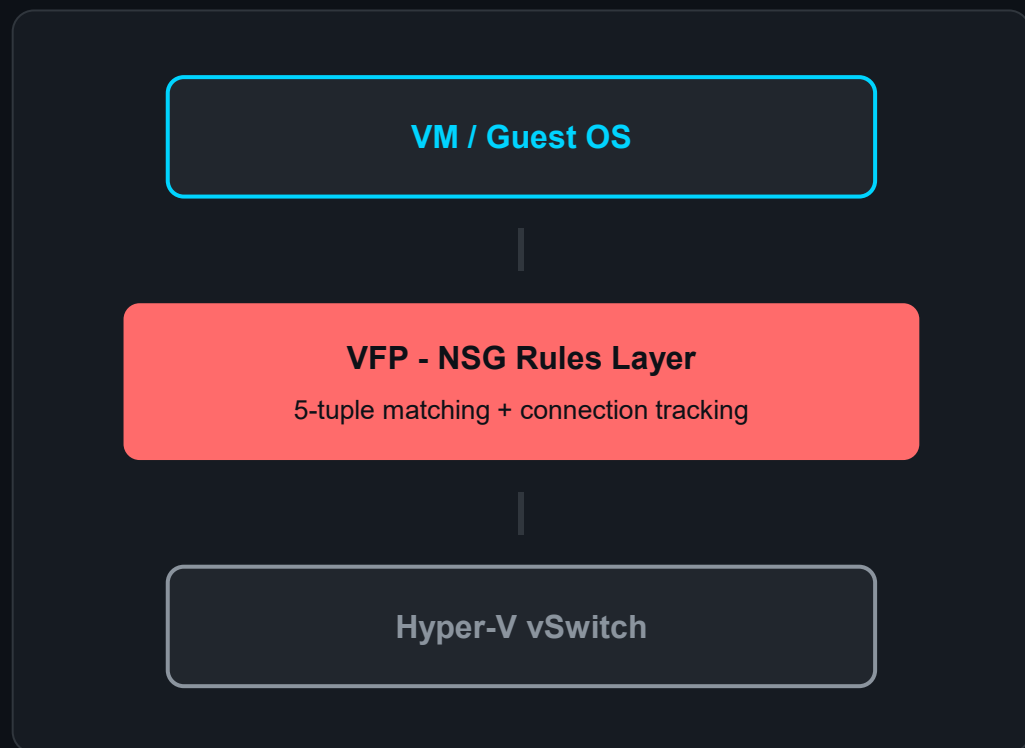 VM / Guest OS
VFP - NSG Rules Layer
5-tuple matching + connection tracking
Hyper-V vSwitch